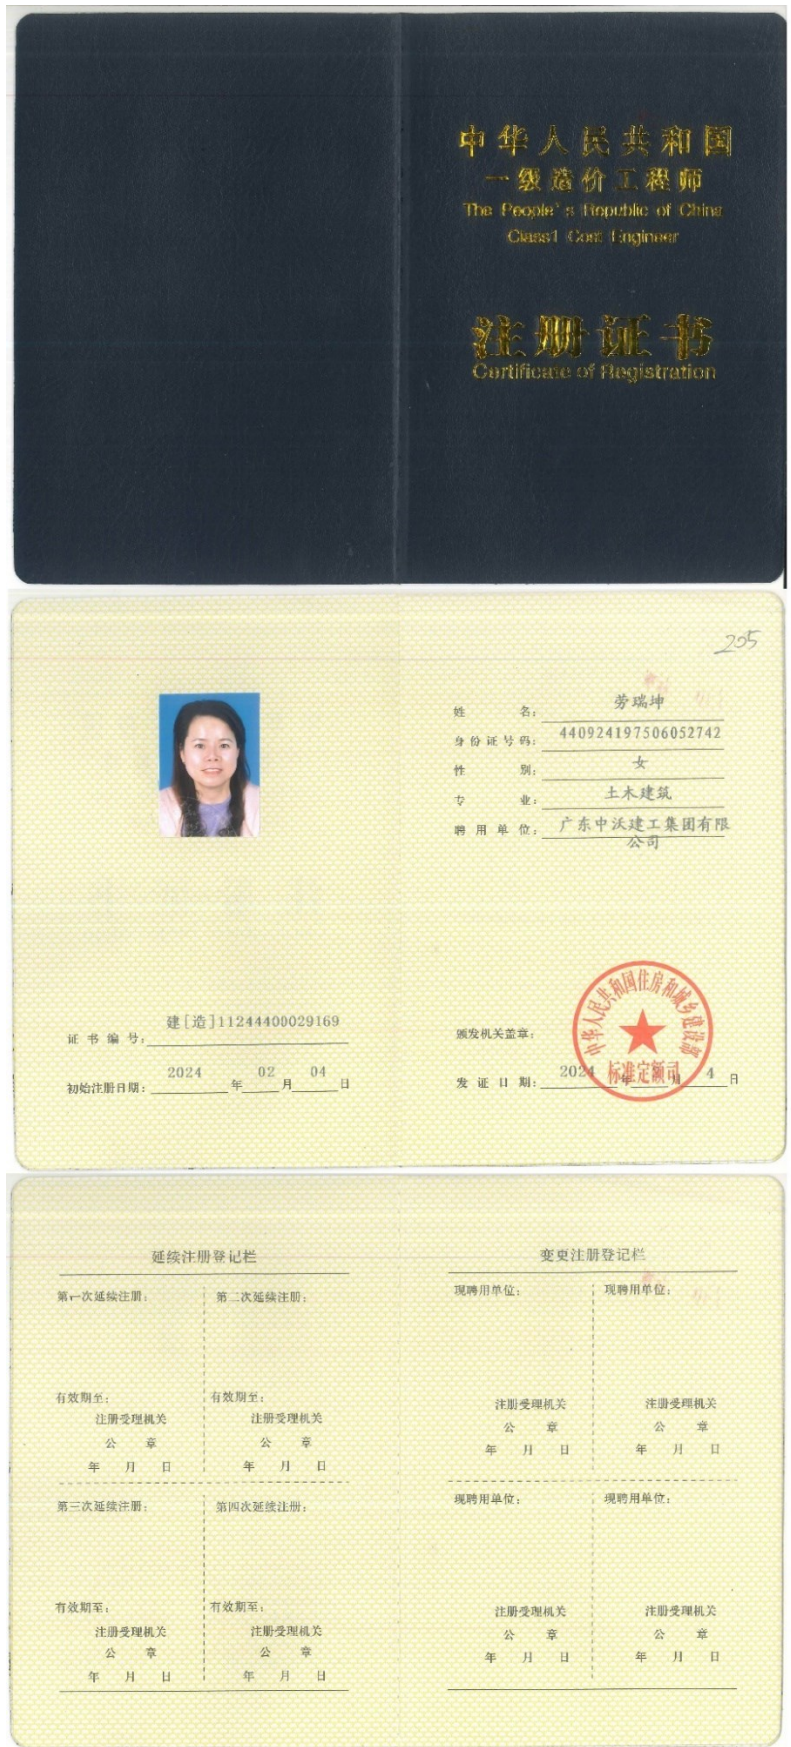 中华人民共和国
一级造价工程师
The People's Republic of China
Class1 Cost Engineer
注册证书
Certificate of Registration
205
姓 名: 劳瑞坤
身份证号码: 440924197506052742
性 别: 女
专 业: 土木建筑
聘用单位: 广东中沃建工集团有限
公司
证书编号: 建[造]11244400029169
初始注册日期: 2024 年 02 月 04 日
颁发机关盖章:
中华人民共和国住房和城乡建设部
标准定额司
发证日期: 2024 年 月 4 日
延续注册登记栏
第一次延续注册: 第二次延续注册:
有效期至: 有效期至:
注册受理机关 注册受理机关
公 章 公 章
年 月 日 年 月 日
第三次延续注册: 第四次延续注册:
有效期至: 有效期至:
注册受理机关 注册受理机关
公 章 公 章
年 月 日 年 月 日
变更注册登记栏
现聘用单位: 现聘用单位:
注册受理机关 注册受理机关
公 章 公 章
年 月 日 年 月 日
现聘用单位: 现聘用单位:
注册受理机关 注册受理机关
公 章 公 章
年 月 日 年 月 日